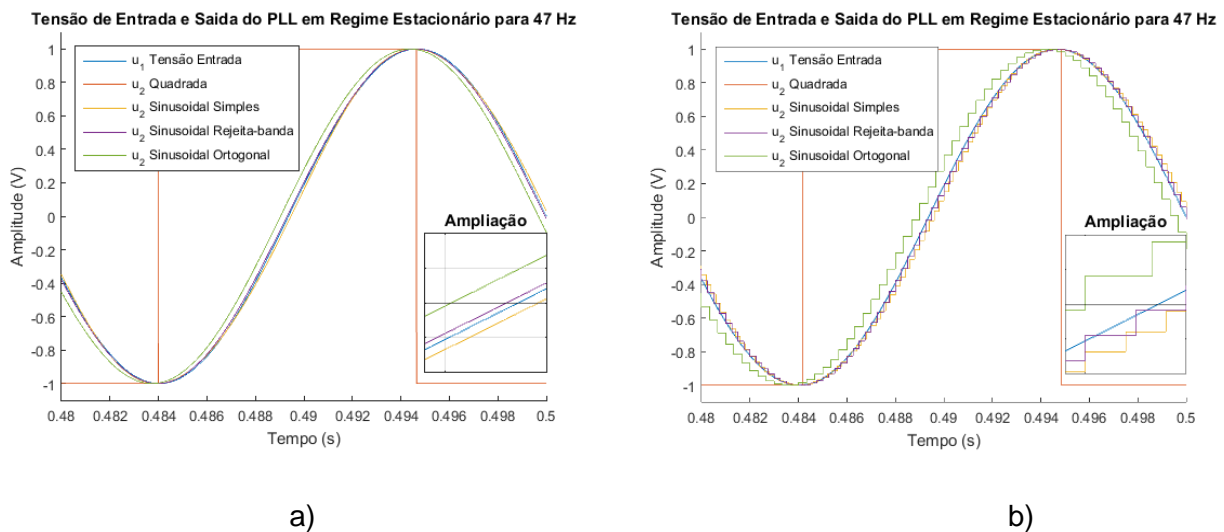 Tensão de Entrada e Saida do PLL em Regime Estacionário para 47 Hz
1
0.8
0.6
0.4
0.2
0
-0.2
-0.4
-0.6
-0.8
-1
Amplitude (V)
u1 Tensão Entrada
u2 Quadrada
u2 Sinusoidal Simples
u2 Sinusoidal Rejeita-banda
u2 Sinusoidal Ortogonal
Ampliação
0.48 0.482 0.484 0.486 0.488 0.49 0.492 0.494 0.496 0.498 0.5
Tempo (s)
a)
Tensão de Entrada e Saida do PLL em Regime Estacionário para 47 Hz
1
0.8
0.6
0.4
0.2
0
-0.2
-0.4
-0.6
-0.8
-1
Amplitude (V)
u1 Tensão Entrada
u2 Quadrada
u2 Sinusoidal Simples
u2 Sinusoidal Rejeita-banda
u2 Sinusoidal Ortogonal
Ampliação
0.48 0.482 0.484 0.486 0.488 0.49 0.492 0.494 0.496 0.498 0.5
Tempo (s)
b)